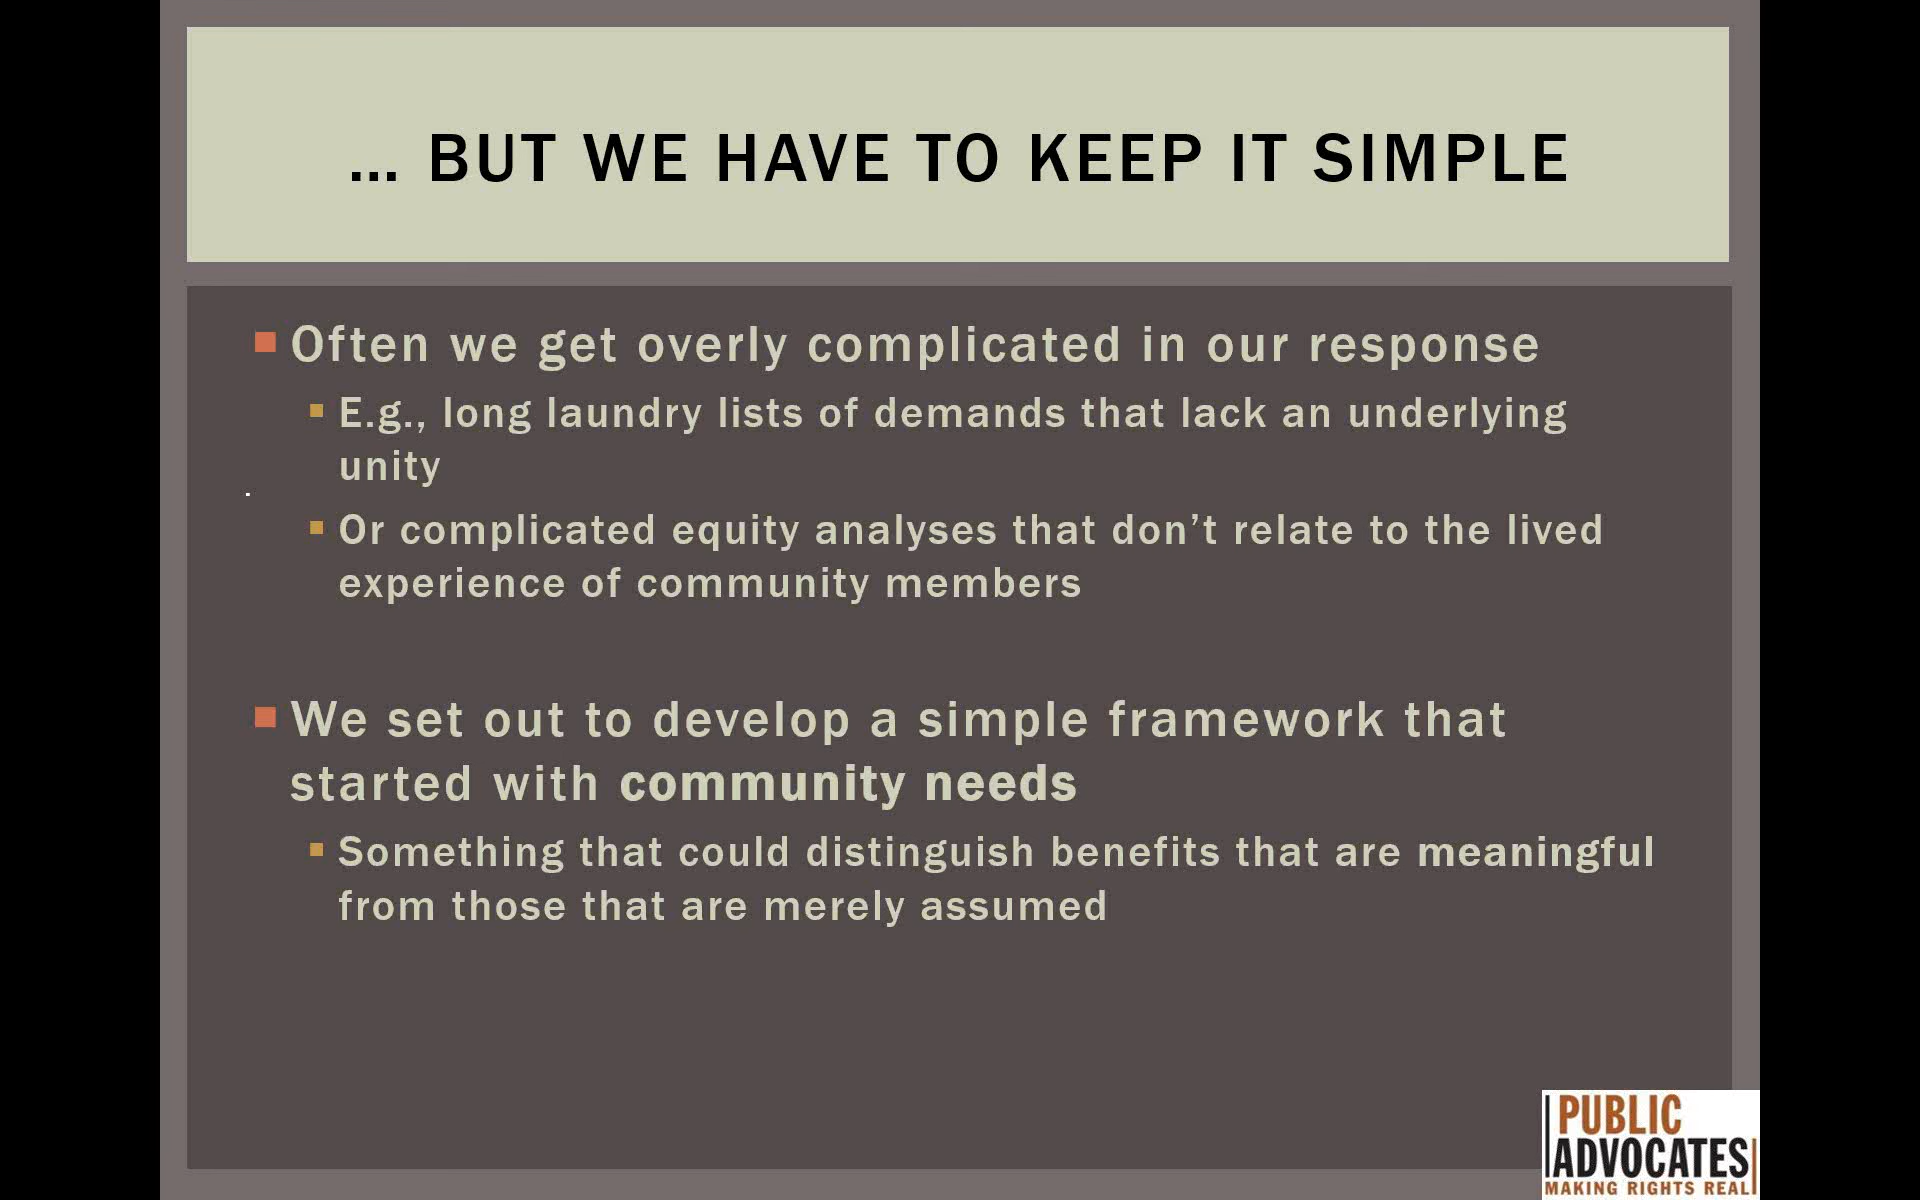 ... BUT WE HAVE TO KEEP IT SIMPLE
Often we get overly complicated in our response
E.g., long laundry lists of demands that lack an underlying
unity
Or complicated equity analyses that don’t relate to the lived
experience of community members
We set out to develop a simple framework that
started with community needs
Something that could distinguish benefits that are meaningful
from those that are merely assumed
PUBLIC
ADVOCATES
MAKING RIGHTS REAL